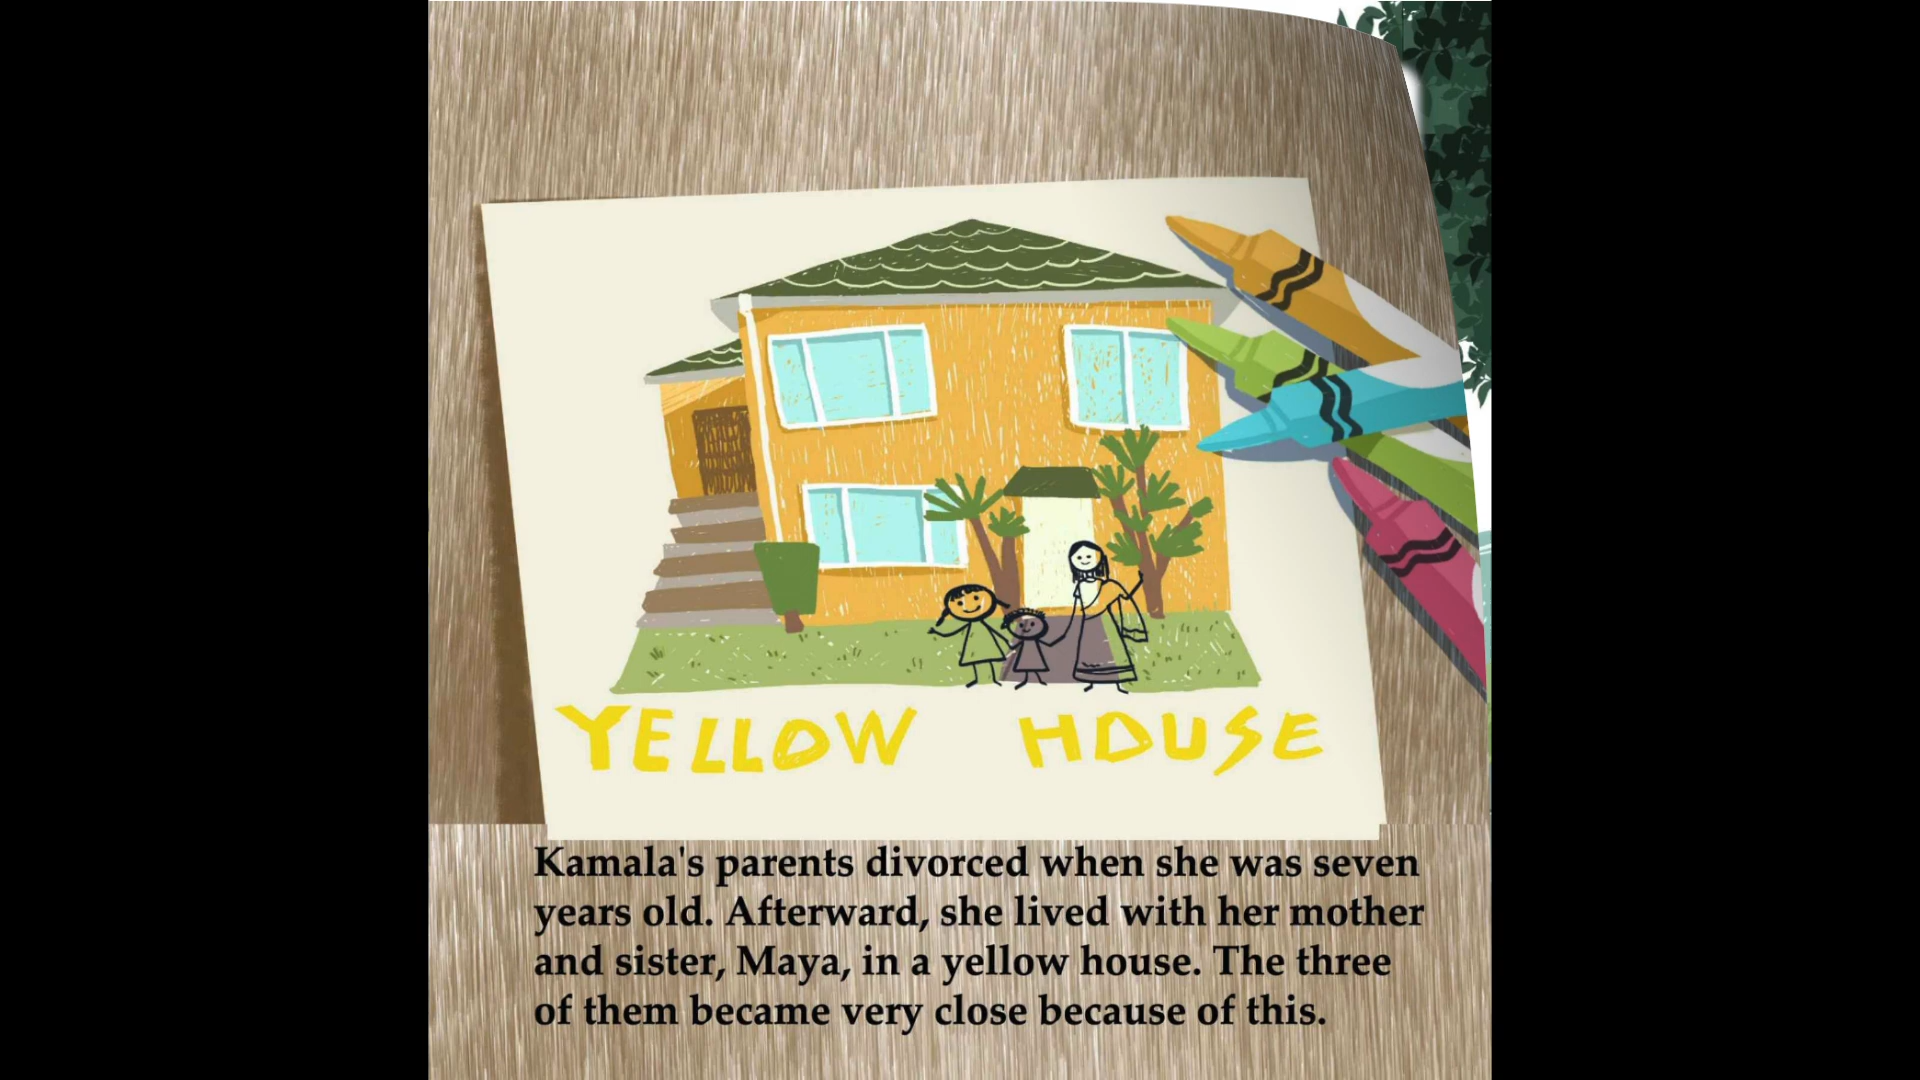 YELLOW HOUSE
Kamala's parents divorced when she was seven
years old. Afterward, she lived with her mother
and sister, Maya, in a yellow house. The three
of them became very close because of this.